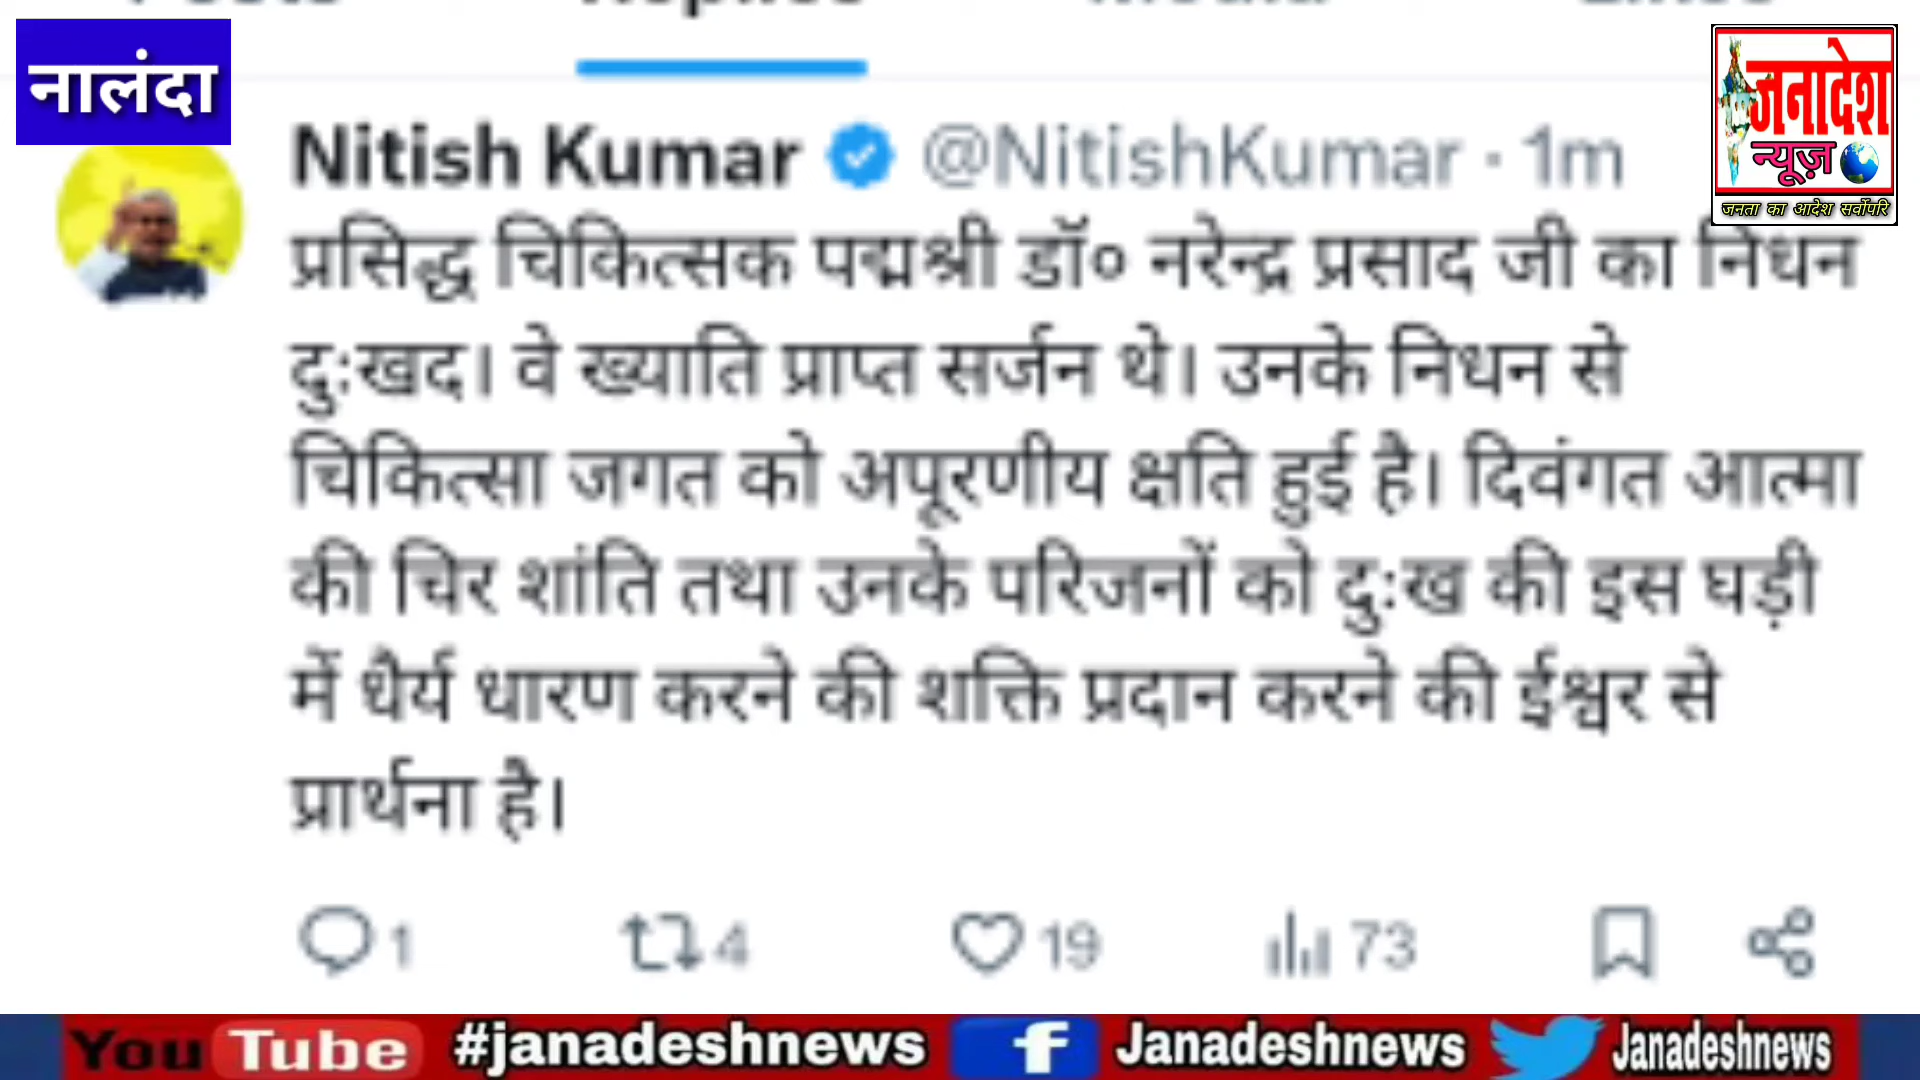 नालंदा
जनादेश
न्यूज़
जनता का आदेश सर्वोपरि
Nitish Kumar @NitishKumar · 1m
प्रसिद्ध चिकित्सक पद्मश्री डॉ० नरेन्द्र प्रसाद जी का निधन
दुःखद। वे ख्याति प्राप्त सर्जन थे। उनके निधन से
चिकित्सा जगत को अपूरणीय क्षति हुई है। दिवंगत आत्मा
की चिर शांति तथा उनके परिजनों को दुःख की इस घड़ी
में धैर्य धारण करने की शक्ति प्रदान करने की ईश्वर से
प्रार्थना है।
1 4 19 73
You Tube #janadeshnews f Janadeshnews Janadeshnews